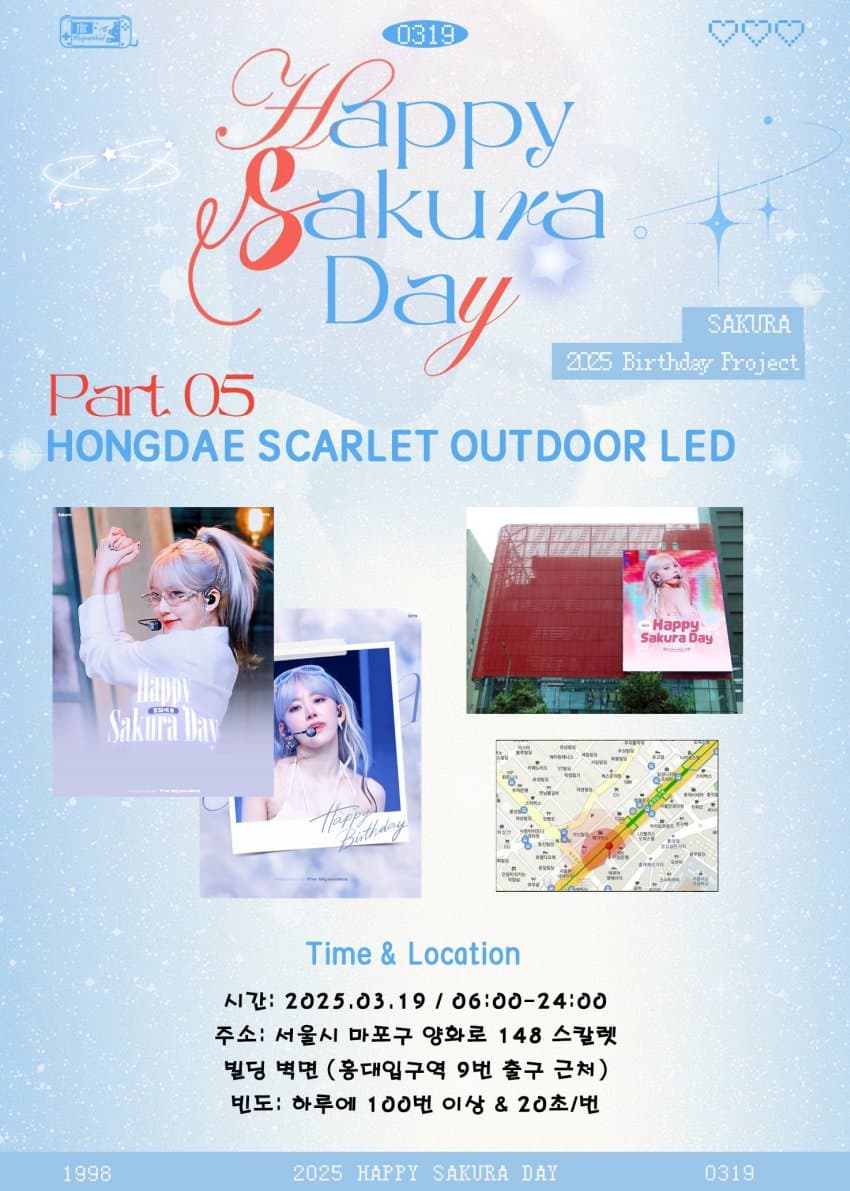 0319
Happy
Sakura
Day
SAKURA
2025 Birthday Project
Part. 05
HONGDAE SCARLET OUTDOOR LED
Happy
Sakura Day
Happy
Birthday
Happy
Sakura Day
Time & Location
시간: 2025.03.19 / 06:00-24:00
주소: 서울시 마포구 양화로 148 스칼렛
빌딩 벽면 (홍대입구역 9번 출구 근처)
빈도: 하루에 100번 이상 & 20초/번
1998
2025 HAPPY SAKURA DAY
0319